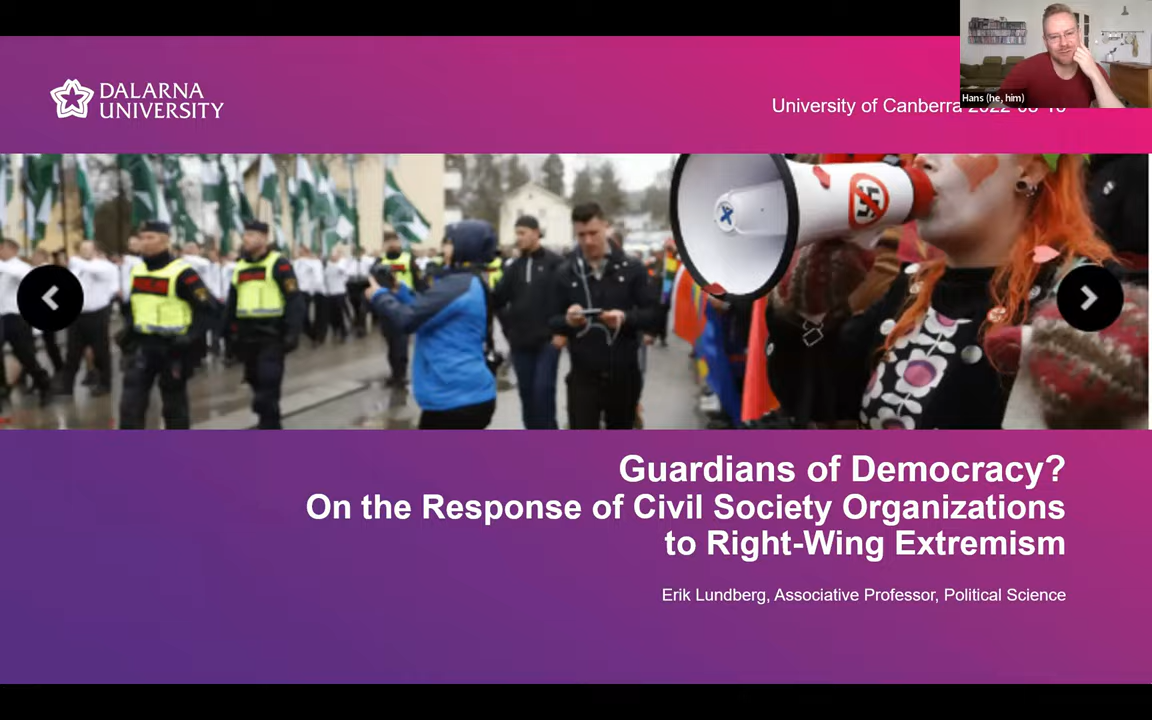 DALARNA
UNIVERSITY
University of Canberra 2022
Hans (he, him)
Guardians of Democracy?
On the Response of Civil Society Organizations
to Right-Wing Extremism
Erik Lundberg, Associative Professor, Political Science